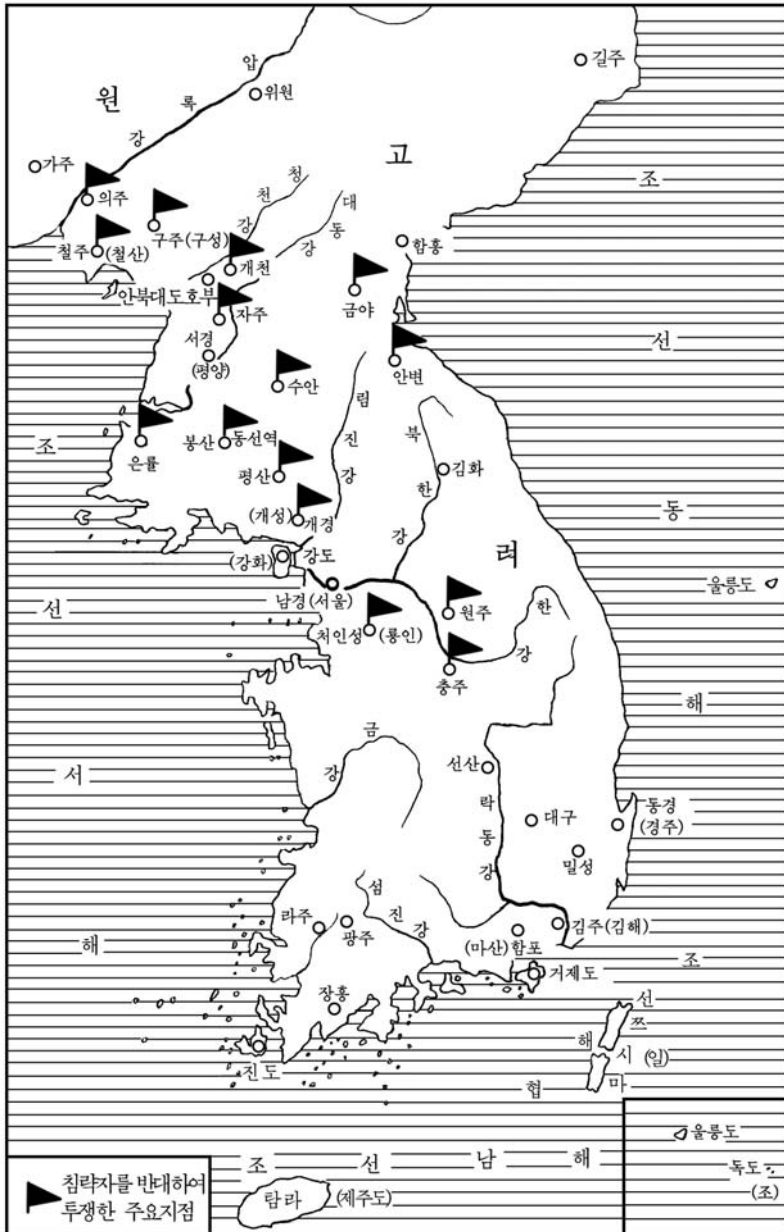 길주
압록강
위원
원
고
가주
조
의주
청천강
대동강
구주(구성)
함흥
철주(철산)
개천
안북대도호부
금야
자주
선
서경
(평양)
안변
수안
림진강
북한강
조
은률
봉산
동선역
김화
평산
동
(개성)
개경
려
(강화)
강도
울릉도
남경(서울)
원주
한강
선
처인성(룡인)
충주
해
금강
선산
서
락동강
대구
동경
(경주)
밀성
섬진강
라주
광주
김주(김해)
해
(마산)함포
조
거제도
장흥
선
쯔시마
(일)
해
진도
협
울릉도
조선남해
독도
(조)
침략자를 반대하여
투쟁한 주요지점
탐라
(제주도)